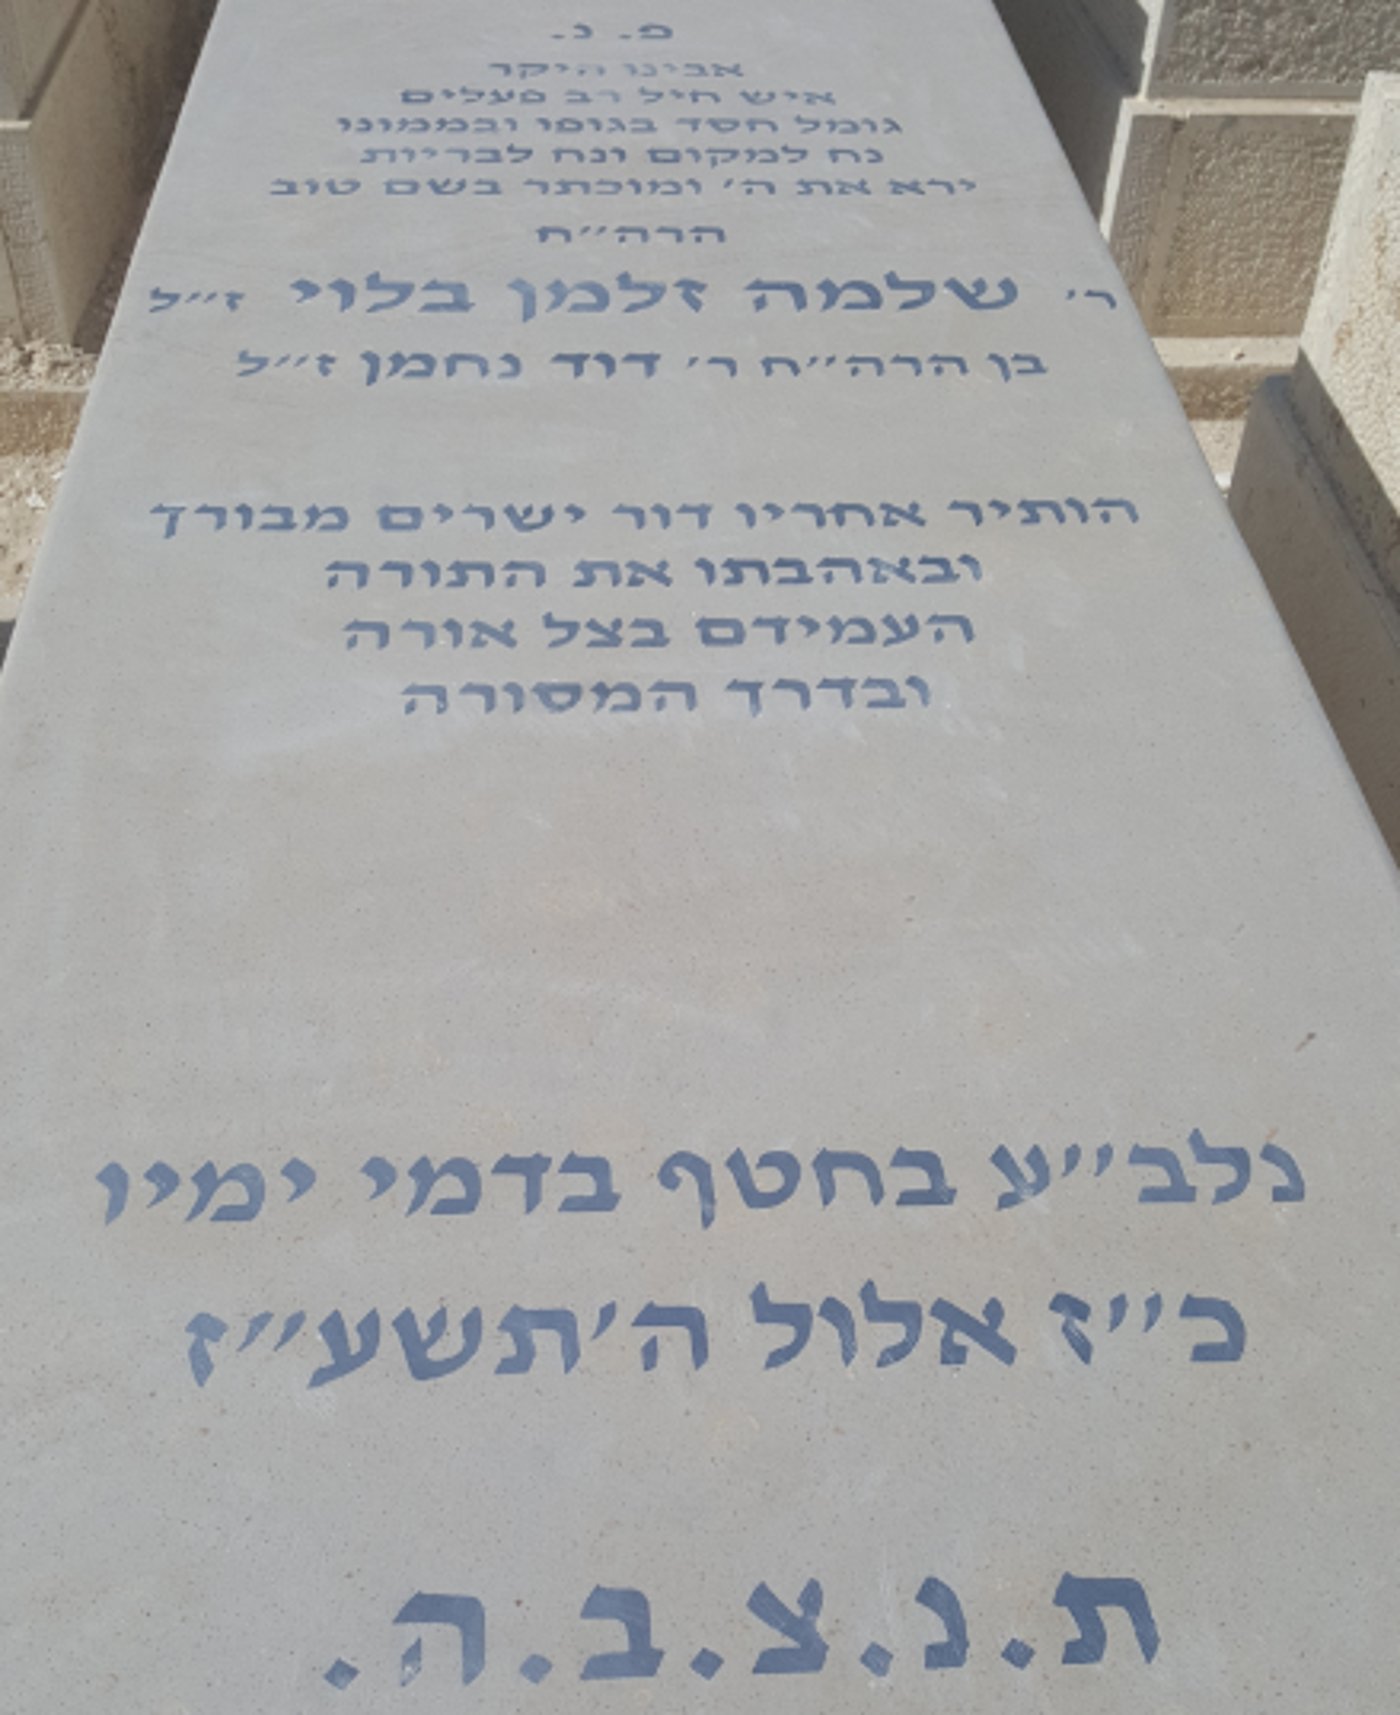 פ. נ.
אבינו היקר
איש חיל רב פעלים
גומל חסד בגופו ובממונו
נח למקום ונח לבריות
ירא את ה׳ ומוכתר בשם טוב
הרה״ח
ר׳ שלמה זלמן בלוי ז״ל
בן הרה״ח ר׳ דוד נחמן ז״ל
הותיר אחריו דור ישרים מבורך
ובאהבתו את התורה
העמידם בצל אורה
ובדרך המסורה
נלב״ע בחטף בדמי ימיו
כ״ז אלול ה׳תשע״ז
ת.נ.צ.ב.ה.